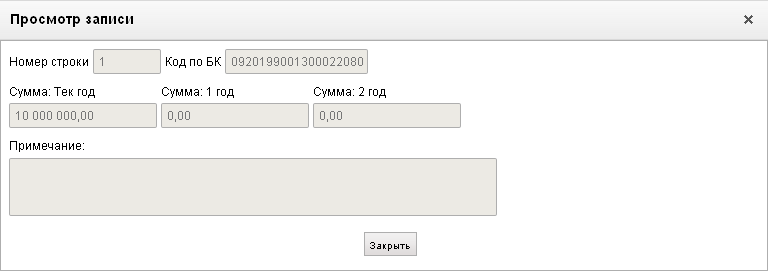 Просмотр записи
Номер строки 1 Код по БК 0920199001300022080
Сумма: Тек год Сумма: 1 год Сумма: 2 год
10 000 000,00 0,00 0,00
Примечание:
Закрыть